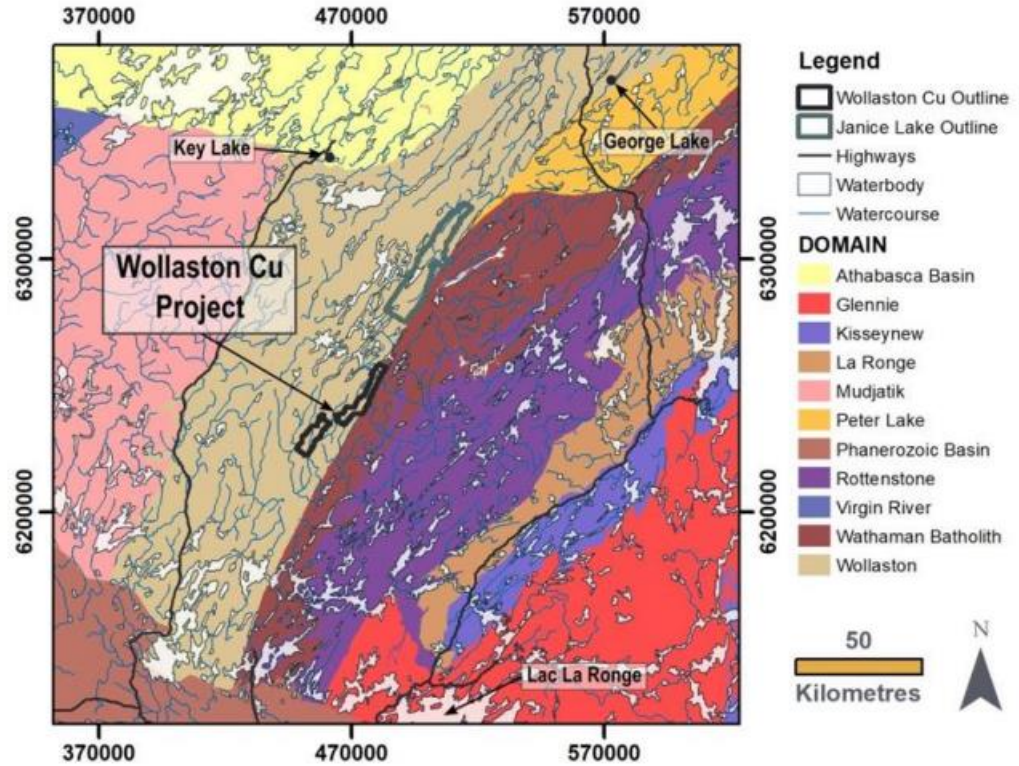 370000
470000
570000
Key Lake
George Lake
6300000
6300000
Wollaston Cu
Project
6200000
6200000
Lac La Ronge
370000
470000
570000
Legend
Wollaston Cu Outline
Janice Lake Outline
Highways
Waterbody
Watercourse
DOMAIN
Athabasca Basin
Glennie
Kisseynew
La Ronge
Mudjatik
Peter Lake
Phanerozoic Basin
Rottenstone
Virgin River
Wathaman Batholith
Wollaston
50
Kilometres
N